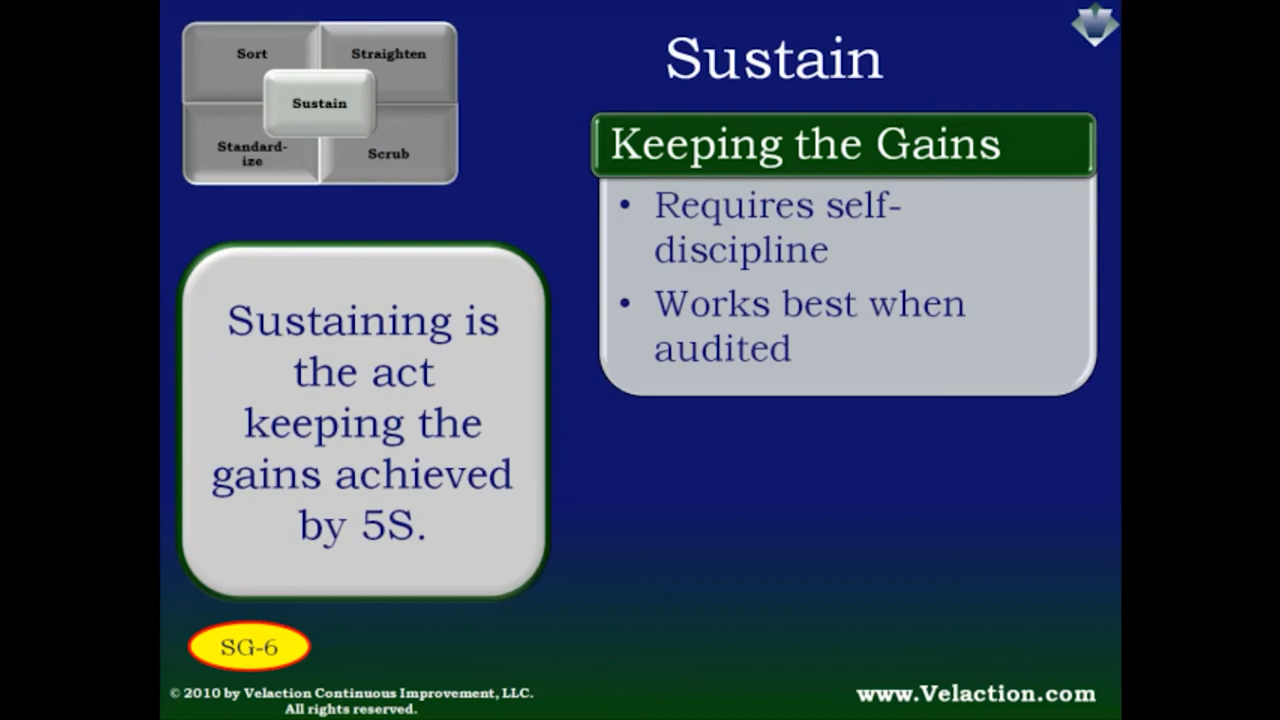 Sort
Straighten
Sustain
Standard-
ize
Scrub
Sustain
Keeping the Gains
• Requires self-
discipline
• Works best when
audited
Sustaining is
the act
keeping the
gains achieved
by 5S.
SG-6
© 2010 by Velaction Continuous Improvement, LLC.
All rights reserved.
www.Velaction.com